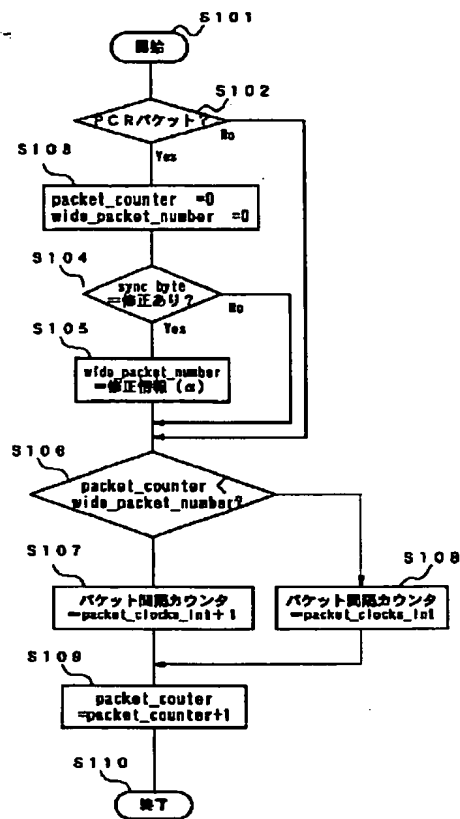 S101
開始
S102
PCRパケット?
No
Yes
S103
packet_counter =0
wide_packet_number =0
S104
sync byte
=修正あり?
No
Yes
S105
wide_packet_number
=修正情報 (α)
S106
packet_counter <
wide_packet_number?
S107
パケット間隔カウンタ
=packet_clocks_int+1
S108
パケット間隔カウンタ
=packet_clocks_int
S109
packet_couter
=packet_counter+1
S110
終了